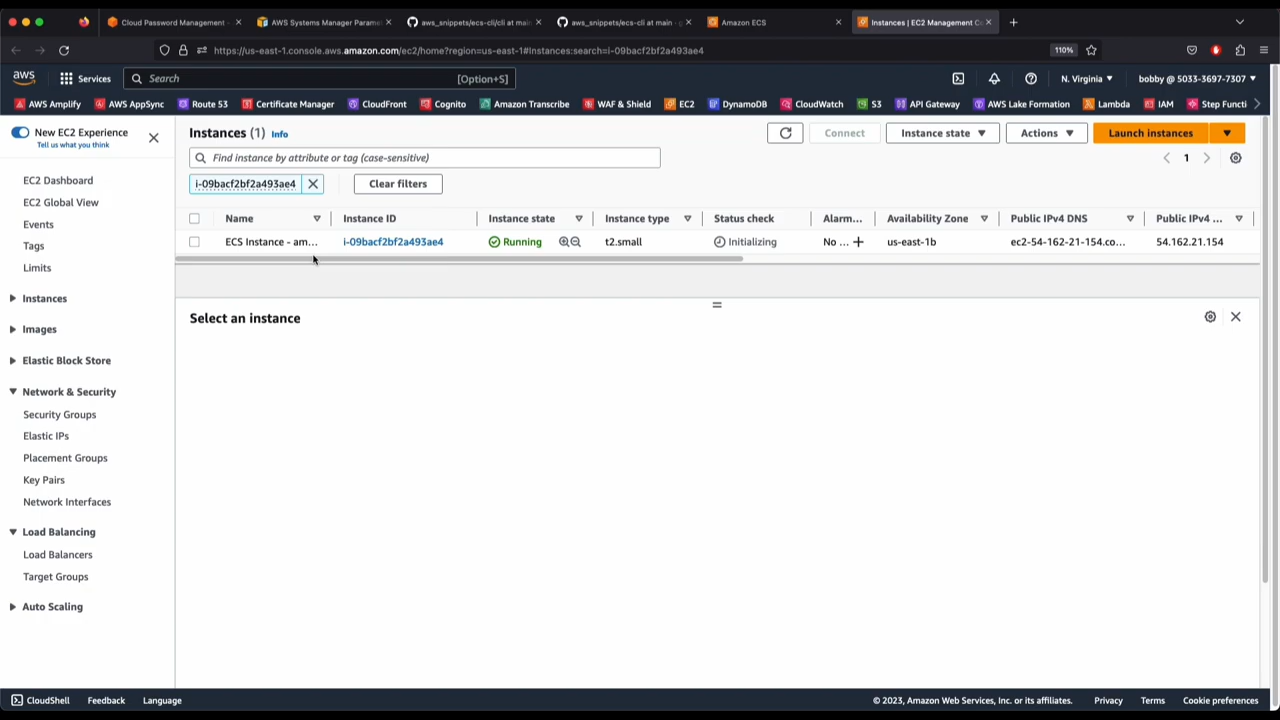 Cloud Password Management -
AWS Systems Manager Parame
aws_snippets/ecs-cli/cli at main
aws_snippets/ecs-cli at main · g
Amazon ECS
Instances | EC2 Management C
https://us-east-1.console.aws.amazon.com/ec2/home?region=us-east-1#Instances:search=i-09bacf2bf2a493ae4
110%
aws
Services
Search
[Option+S]
N. Virginia
bobby @ 5033-3697-7307
AWS Amplify
AWS AppSync
Route 53
Certificate Manager
CloudFront
Cognito
Amazon Transcribe
WAF & Shield
EC2
DynamoDB
CloudWatch
S3
API Gateway
AWS Lake Formation
Lambda
IAM
Step Functi
New EC2 Experience
Tell us what you think
EC2 Dashboard
EC2 Global View
Events
Tags
Limits
Instances
Images
Elastic Block Store
Network & Security
Security Groups
Elastic IPs
Placement Groups
Key Pairs
Network Interfaces
Load Balancing
Load Balancers
Target Groups
Auto Scaling
Instances (1) Info
Connect
Instance state
Actions
Launch instances
Find instance by attribute or tag (case-sensitive)
1
i-09bacf2bf2a493ae4
Clear filters
Name
Instance ID
Instance state
Instance type
Status check
Alarm...
Availability Zone
Public IPv4 DNS
Public IPv4 ...
ECS Instance - am...
i-09bacf2bf2a493ae4
Running
t2.small
Initializing
No ...
us-east-1b
ec2-54-162-21-154.co...
54.162.21.154
Select an instance
CloudShell
Feedback
Language
© 2023, Amazon Web Services, Inc. or its affiliates.
Privacy
Terms
Cookie preferences